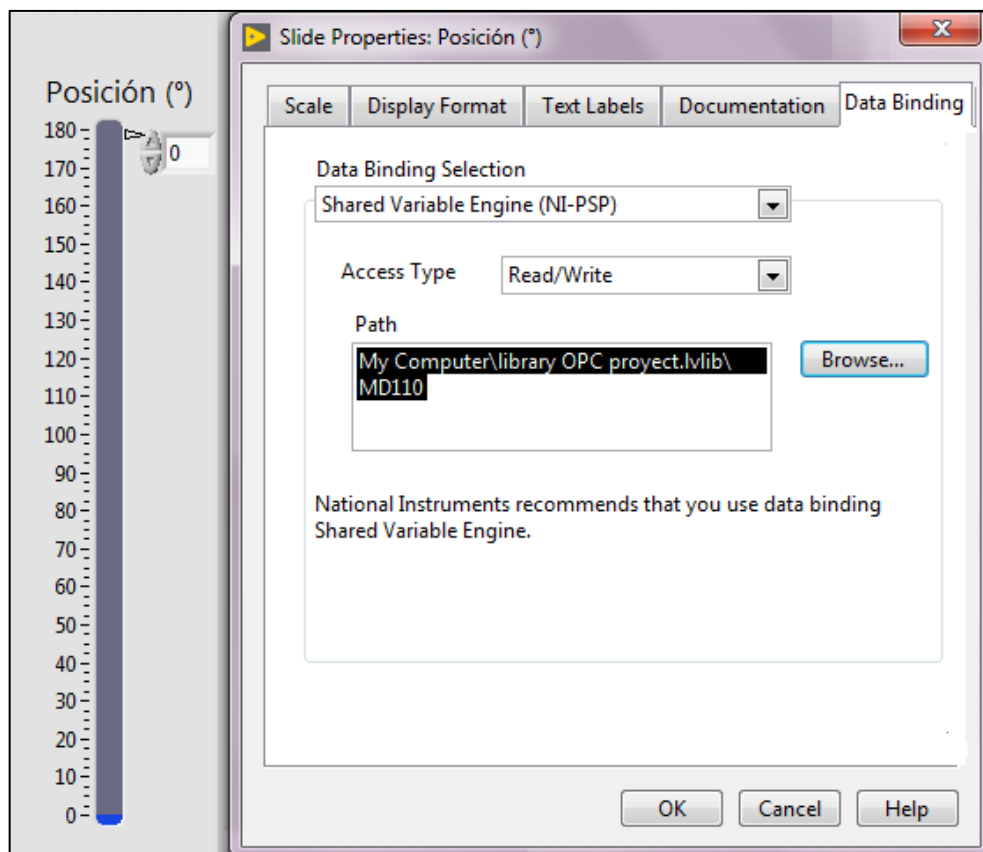 Posición (°)
180
170
160
150
140
130
120
110
100
90
80
70
60
50
40
30
20
10
0
0
Slide Properties: Posición (°)
X
Scale
Display Format
Text Labels
Documentation
Data Binding
Data Binding Selection
Shared Variable Engine (NI-PSP)
Access Type
Read/Write
Path
My Computer\library OPC proyect.lvlib\
MD110
Browse...
National Instruments recommends that you use data binding
Shared Variable Engine.
OK
Cancel
Help